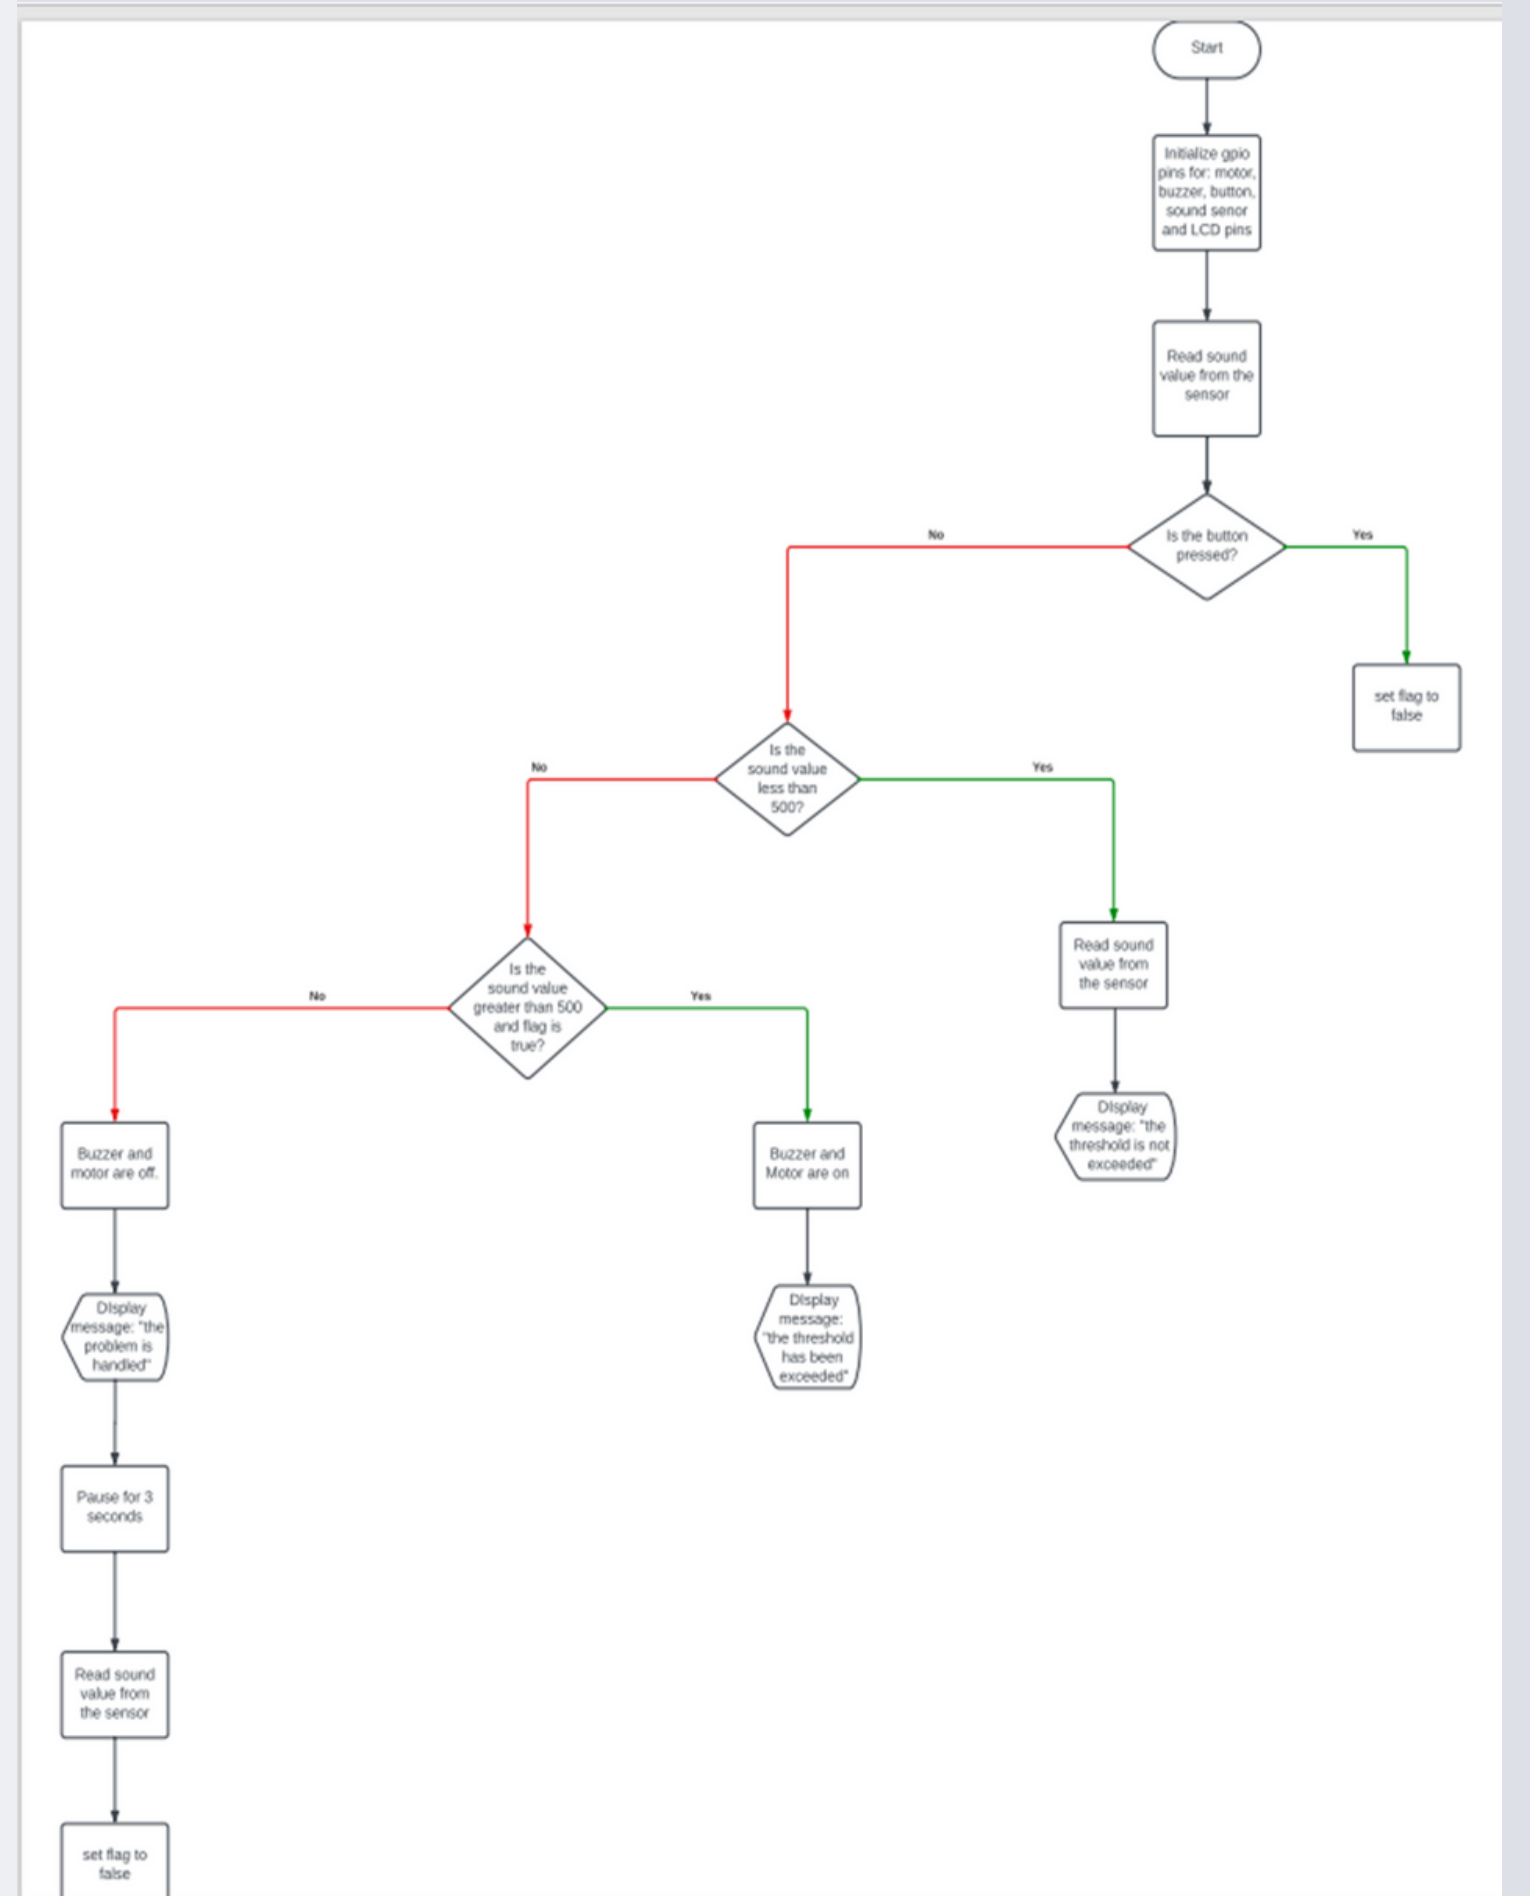 Start
Initialize gpio
pins for: motor,
buzzer, button,
sound senor
and LCD pins
Read sound
value from the
sensor
Is the button
pressed?
No
Yes
set flag to
false
Is the
sound value
less than
500?
No
Yes
Read sound
value from
the sensor
DIsplay
message: "the
threshold is not
exceeded"
Is the
sound value
greater than 500
and flag is
true?
No
Yes
Buzzer and
motor are off.
Buzzer and
Motor are on
DIsplay
message: "the
problem is
handled"
DIsplay
message:
"the threshold
has been
exceeded"
Pause for 3
seconds
Read sound
value from
the sensor
set flag to
false